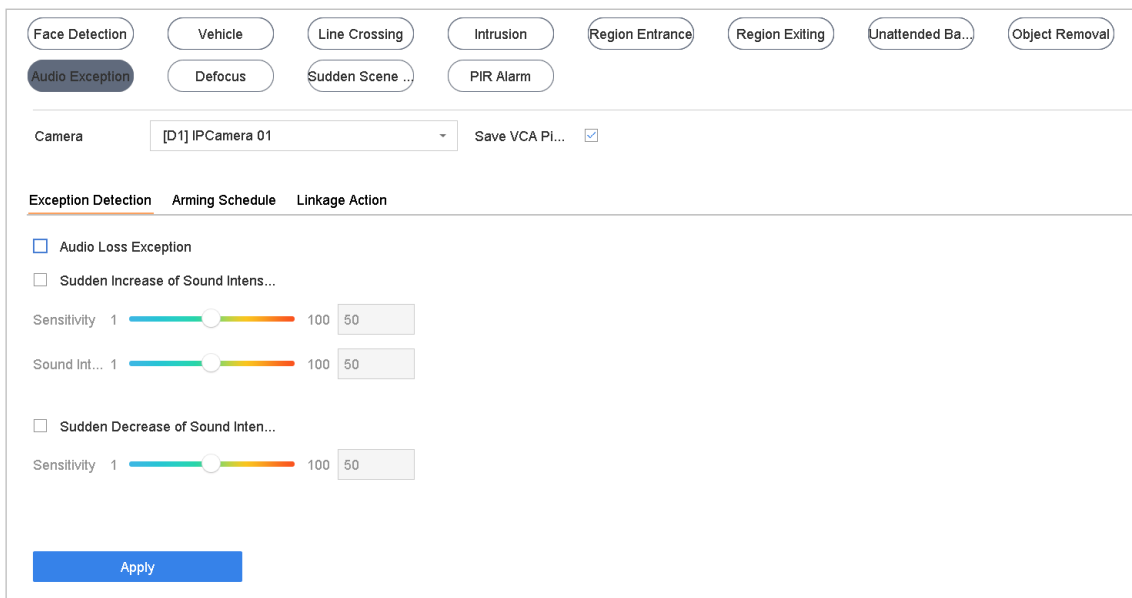 Face Detection Vehicle Line Crossing Intrusion Region Entrance Region Exiting Unattended Ba... Object Removal
Audio Exception Defocus Sudden Scene ... PIR Alarm
Camera [D1] IPCamera 01 Save VCA Pi...
Exception Detection Arming Schedule Linkage Action
Audio Loss Exception
Sudden Increase of Sound Intens...
Sensitivity 1 100 50
Sound Int... 1 100 50
Sudden Decrease of Sound Inten...
Sensitivity 1 100 50
Apply